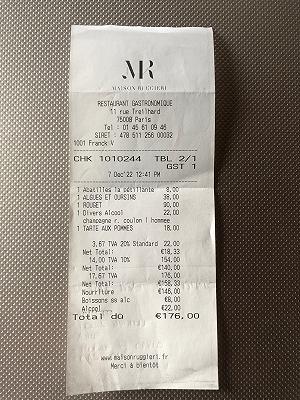 MR
MAISON RUGGIERI
RESTAURANT GASTRONOMIQUE
11 rue Treilhard
75008 Paris
Tel : 01 45 61 09 46
SIRET : 478 511 256 00032
1001 Franck V
CHK 1010244 TBL 2/1
GST 1
7 Dec'22 12:41 PM
1 Abatilles la petillante 8,00
1 ALGUES ET OURSINS 38,00
1 ROUGET 90,00
1 Divers Alcool 22,00
champagne r. coulon l hommee
1 TARTE AUX POMMES 18,00
3,67 TVA 20% Standard 22,00
Net Total: €18,33
14,00 TVA 10% 154,00
Net Total: €140,00
17,67 TVA 176,00
Net Total: €158,33
Nourriture €146,00
Boissons ss alc €8,00
Alcool €22,00
Total dû €176,00
www.maisonruggieri.fr
Merci à bientôt